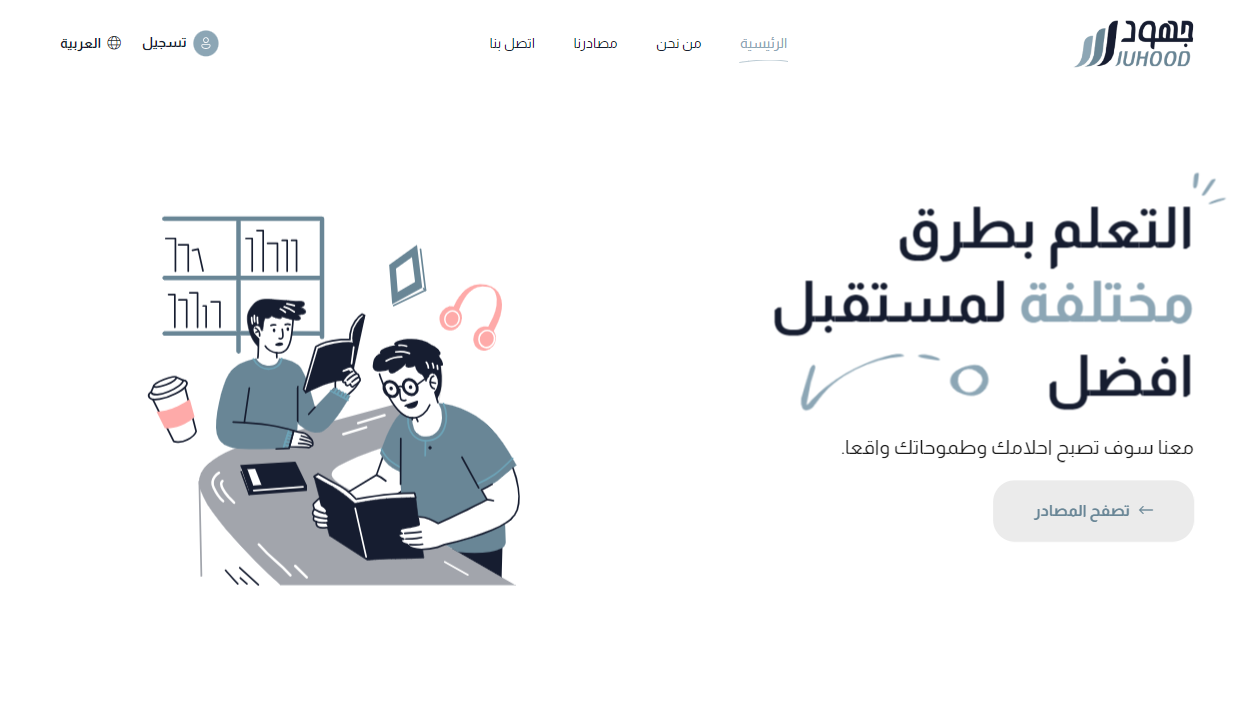 جهود
JUHOOD
الرئيسية
من نحن
مصادرنا
اتصل بنا
تسجيل
العربية
التعلم بطرق
مختلفة لمستقبل
افضل
معنا سوف تصبح احلامك وطموحاتك واقعا.
تصفح المصادر